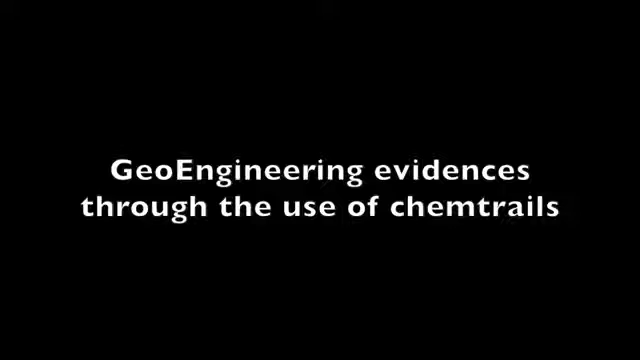 GeoEngineering evidences
through the use of chemtrails